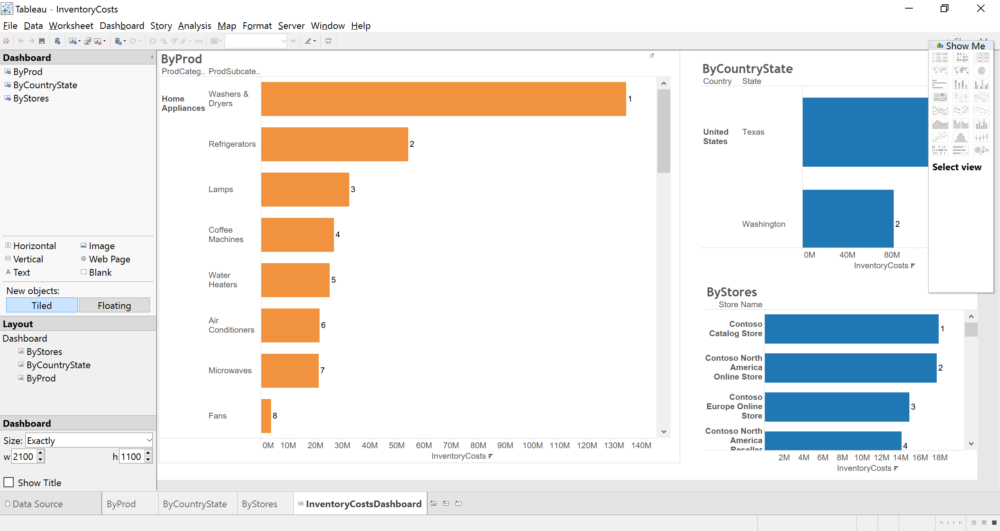 Tableau - InventoryCosts
File Data Worksheet Dashboard Story Analysis Map Format Server Window Help
Abc
Show Me
Dashboard
ByProd
ByCountryState
ByStores
Horizontal Image
Vertical Web Page
Text Blank
New objects:
Tiled Floating
Layout
Dashboard
ByStores
ByCountryState
ByProd
Dashboard
Size: Exactly
w 2100 h 1100
Show Title
ByProd
ProdCateg.. ProdSubcate..
Home
Appliances
Washers &
Dryers
1
Refrigerators
2
Lamps
3
Coffee
Machines
4
Water
Heaters
5
Air
Conditioners
6
Microwaves
7
Fans
8
0M 10M 20M 30M 40M 50M 60M 70M 80M 90M 100M 110M 120M 130M 140M
InventoryCosts
ByCountryState
Country State
United
States
Texas
Washington
2
0M 40M 80M
InventoryCosts
Select view
ByStores
Store Name
Contoso
Catalog Store
1
Contoso North
America
Online Store
2
Contoso
Europe Online
Store
3
Contoso North
America
Reseller
4
2M 4M 6M 8M 10M 12M 14M 16M 18M
InventoryCosts
Data Source ByProd ByCountryState ByStores InventoryCostsDashboard